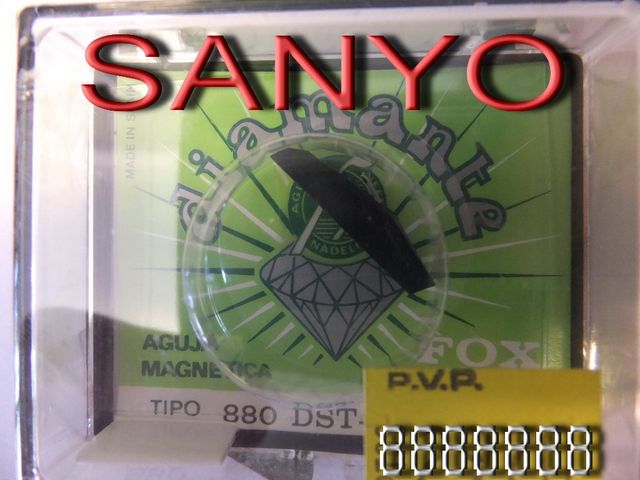 SANYO
diamante
MADE IN
AGUJA
MAGNETICA
FOX
TIPO 880 DST-
P.V.P.
8888888